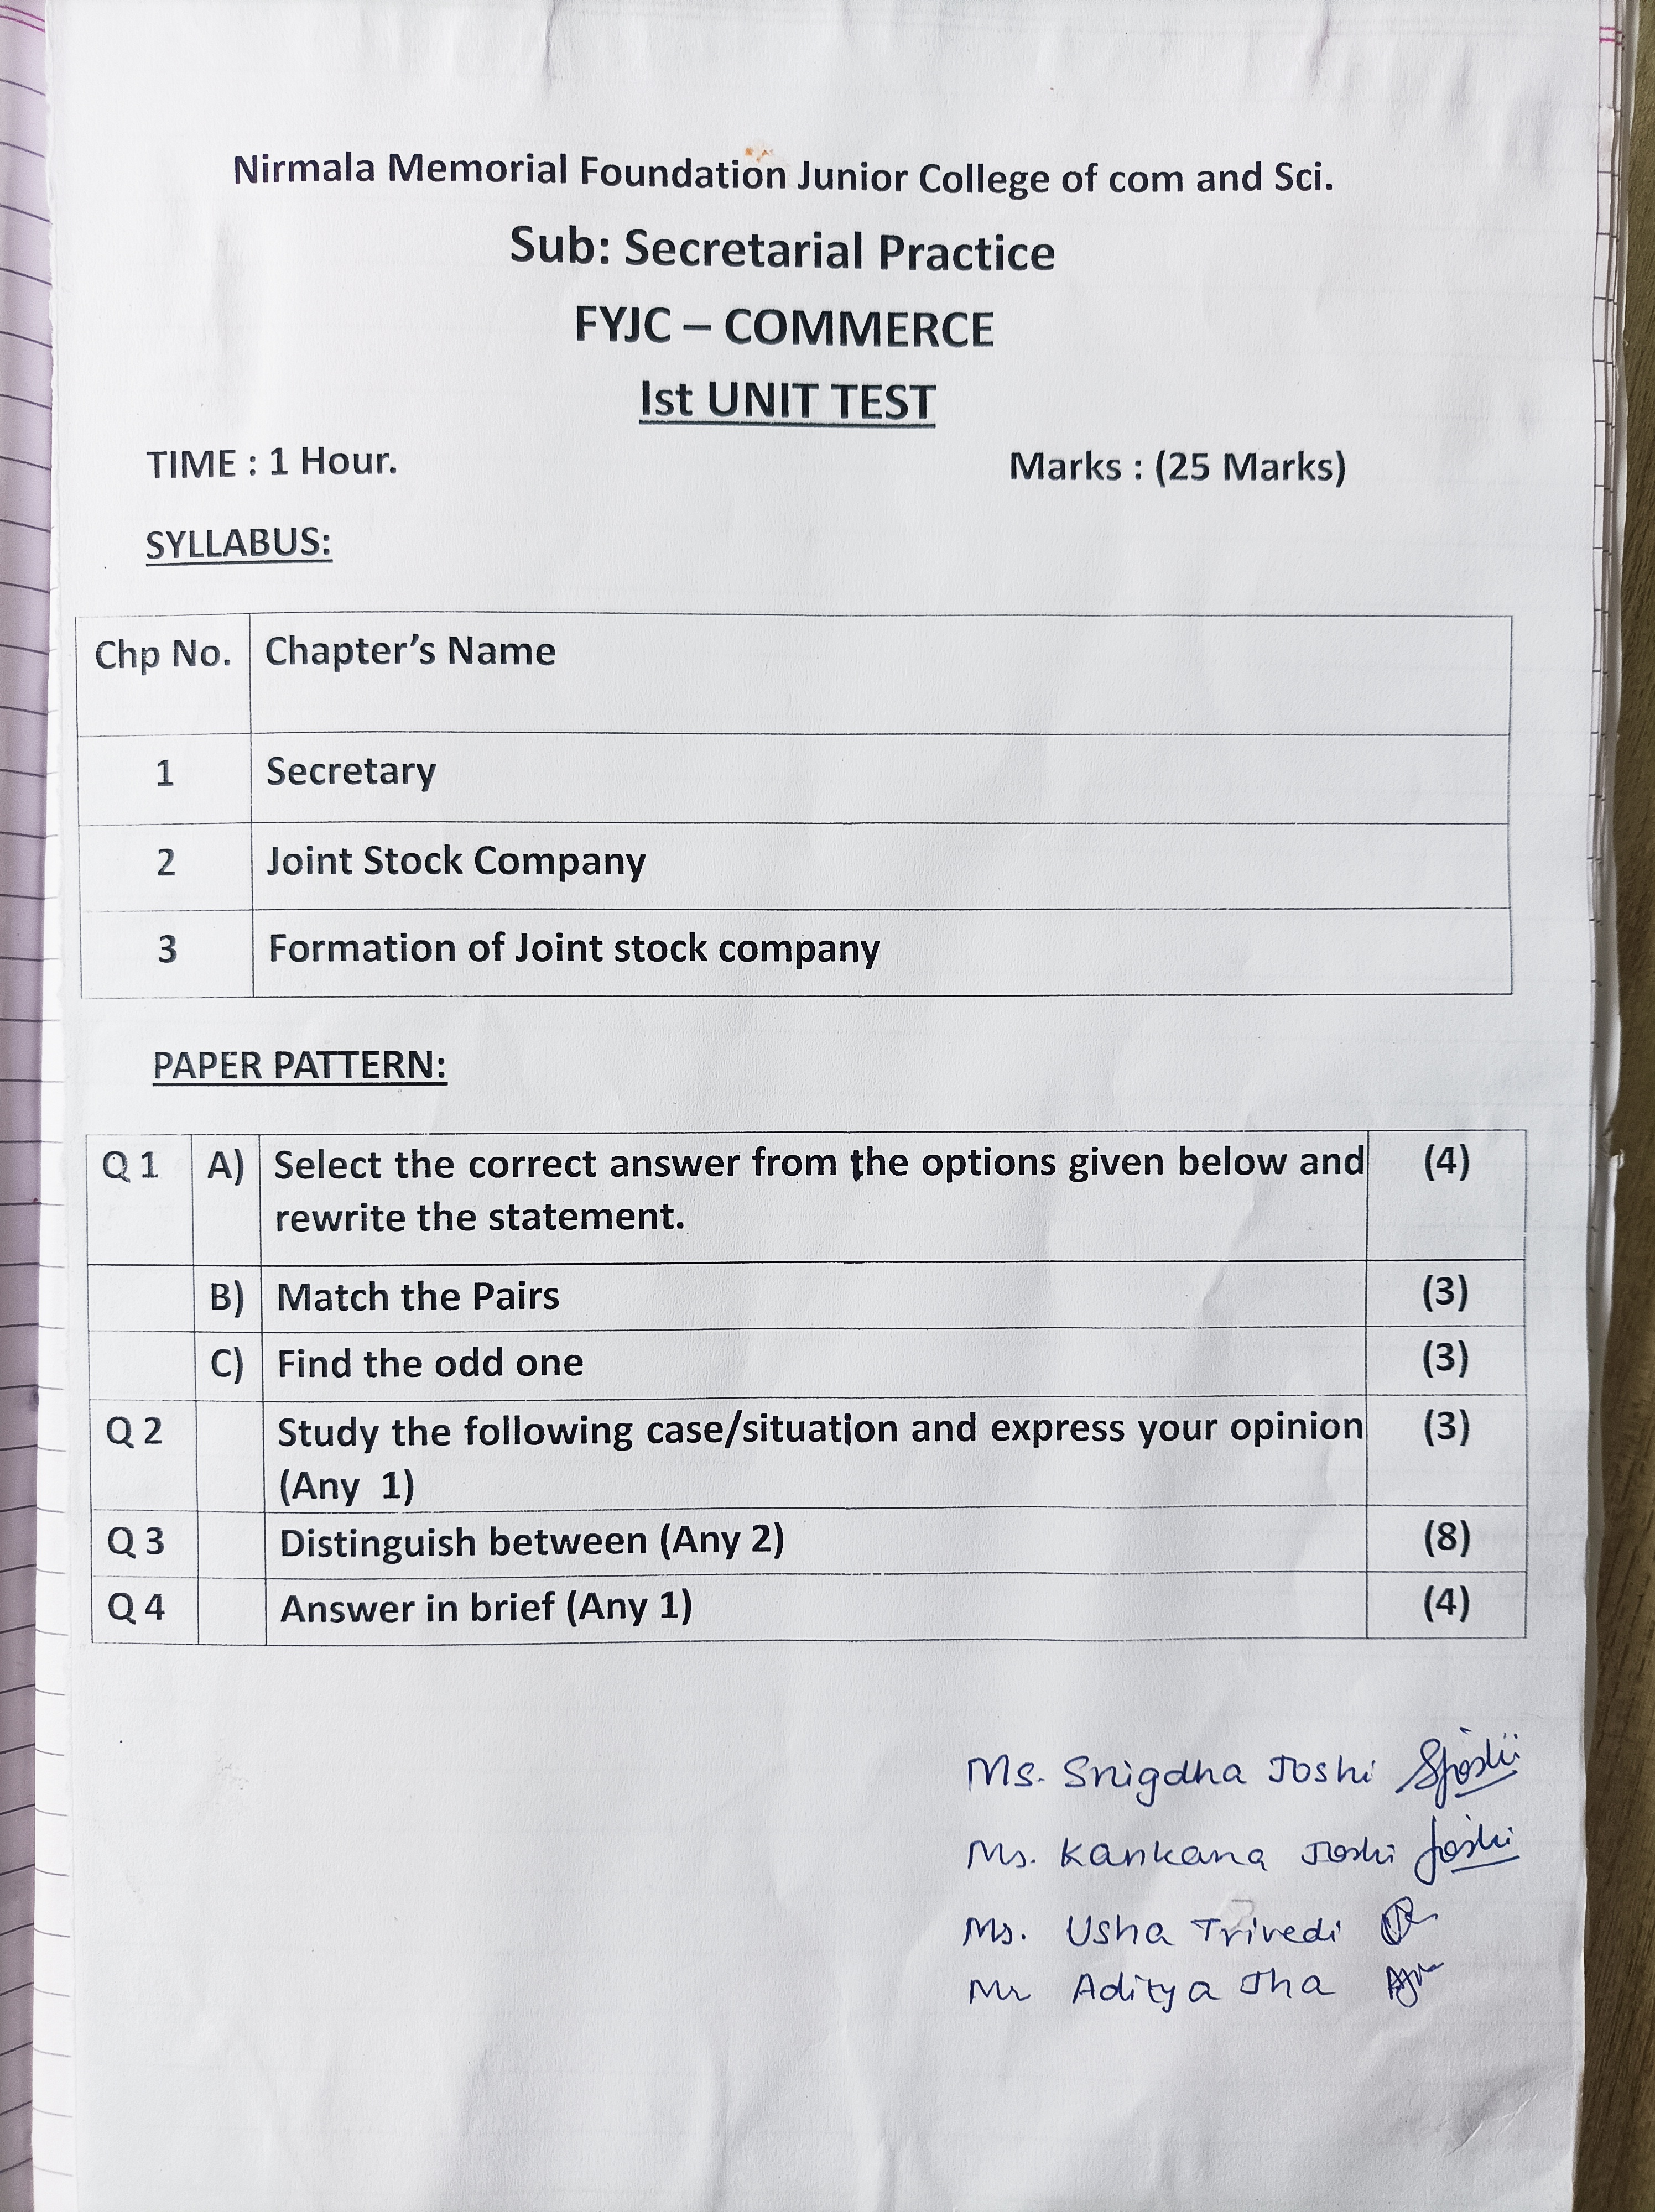 Nirmala Memorial Foundation Junior College of com and Sci.
Sub: Secretarial Practice
FYJC – COMMERCE
Ist UNIT TEST
TIME : 1 Hour. Marks : (25 Marks)
SYLLABUS:
Chp No. Chapter’s Name
1 Secretary
2 Joint Stock Company
3 Formation of Joint stock company
PAPER PATTERN:
Q 1 A) Select the correct answer from the options given below and (4)
rewrite the statement.
B) Match the Pairs (3)
C) Find the odd one (3)
Q 2 Study the following case/situation and express your opinion (3)
(Any 1)
Q 3 Distinguish between (Any 2) (8)
Q 4 Answer in brief (Any 1) (4)
Ms. Snigdha Joshi SJoshi
Ms. Kankana Joshi Joshi
Ms. Usha Trivedi
Mr Aditya Jha